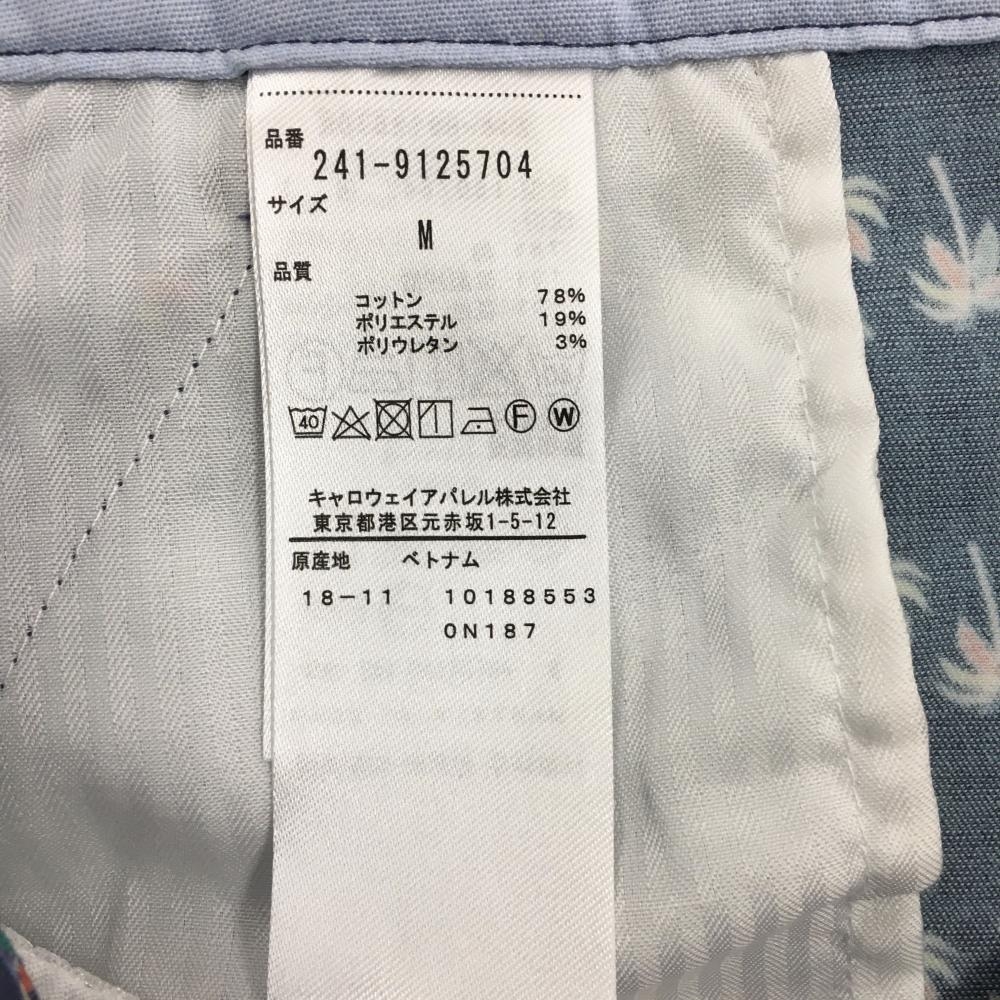 品番
241-9125704
サイズ
M
品質
コットン 78%
ポリエステル 19%
ポリウレタン 3%
40 F W
キャロウェイアパレル株式会社
東京都港区元赤坂1-5-12
原産地 ベトナム
18-11 10188553
0N187